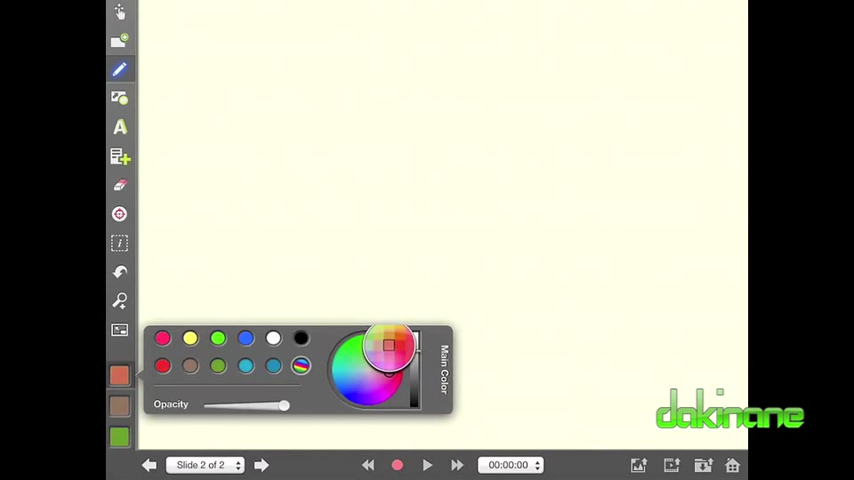 A
i
Main Color
Opacity
dakinane
Slide 2 of 2
00:00:00